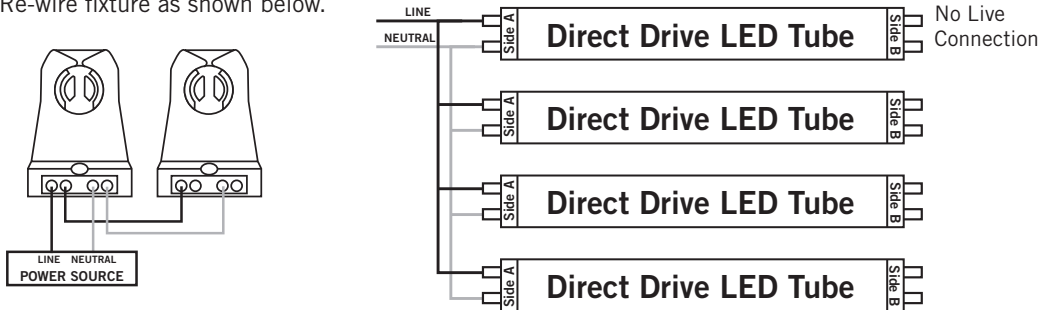 Re-wire fixture as shown below.
LINE NEUTRAL
POWER SOURCE
LINE
NEUTRAL
Side A Direct Drive LED Tube Side B
No Live
Connection
Side A Direct Drive LED Tube Side B
Side A Direct Drive LED Tube Side B
Side A Direct Drive LED Tube Side B